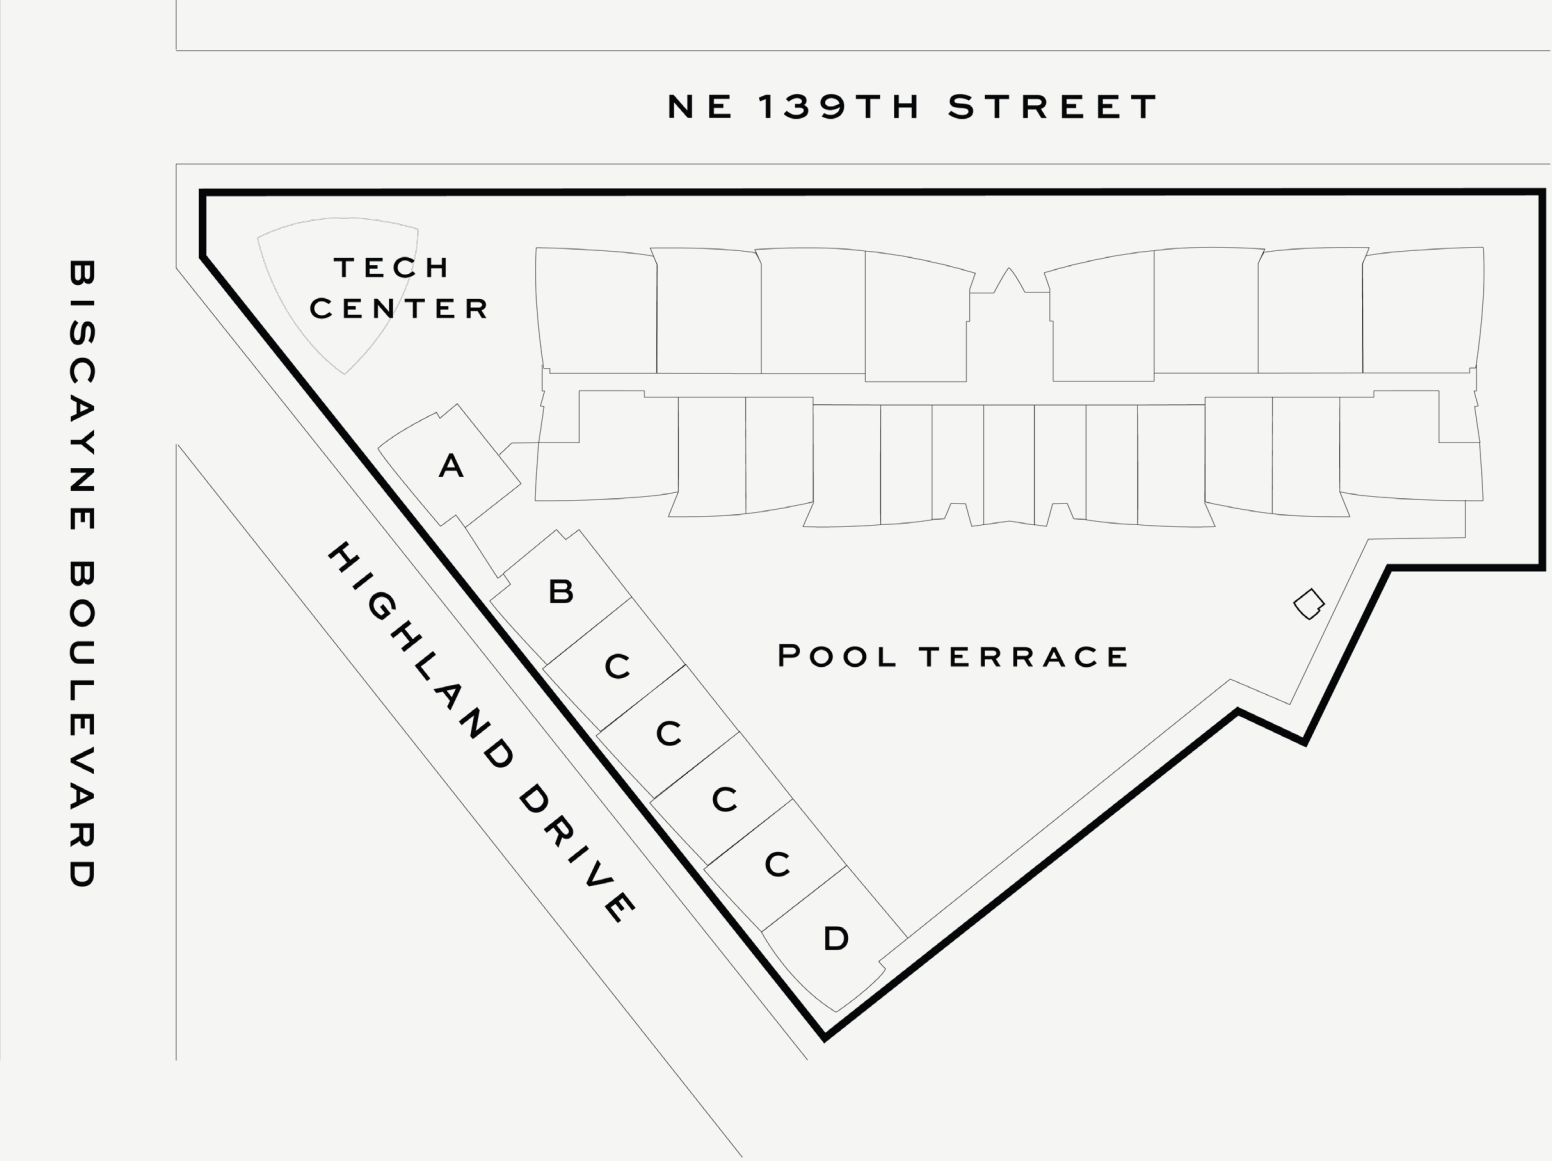 NE 139TH STREET
TECH
CENTER
BISCAYNE BOULEVARD
A
B
HIGHLAND DRIVE
C
POOL TERRACE
C
C
C
D